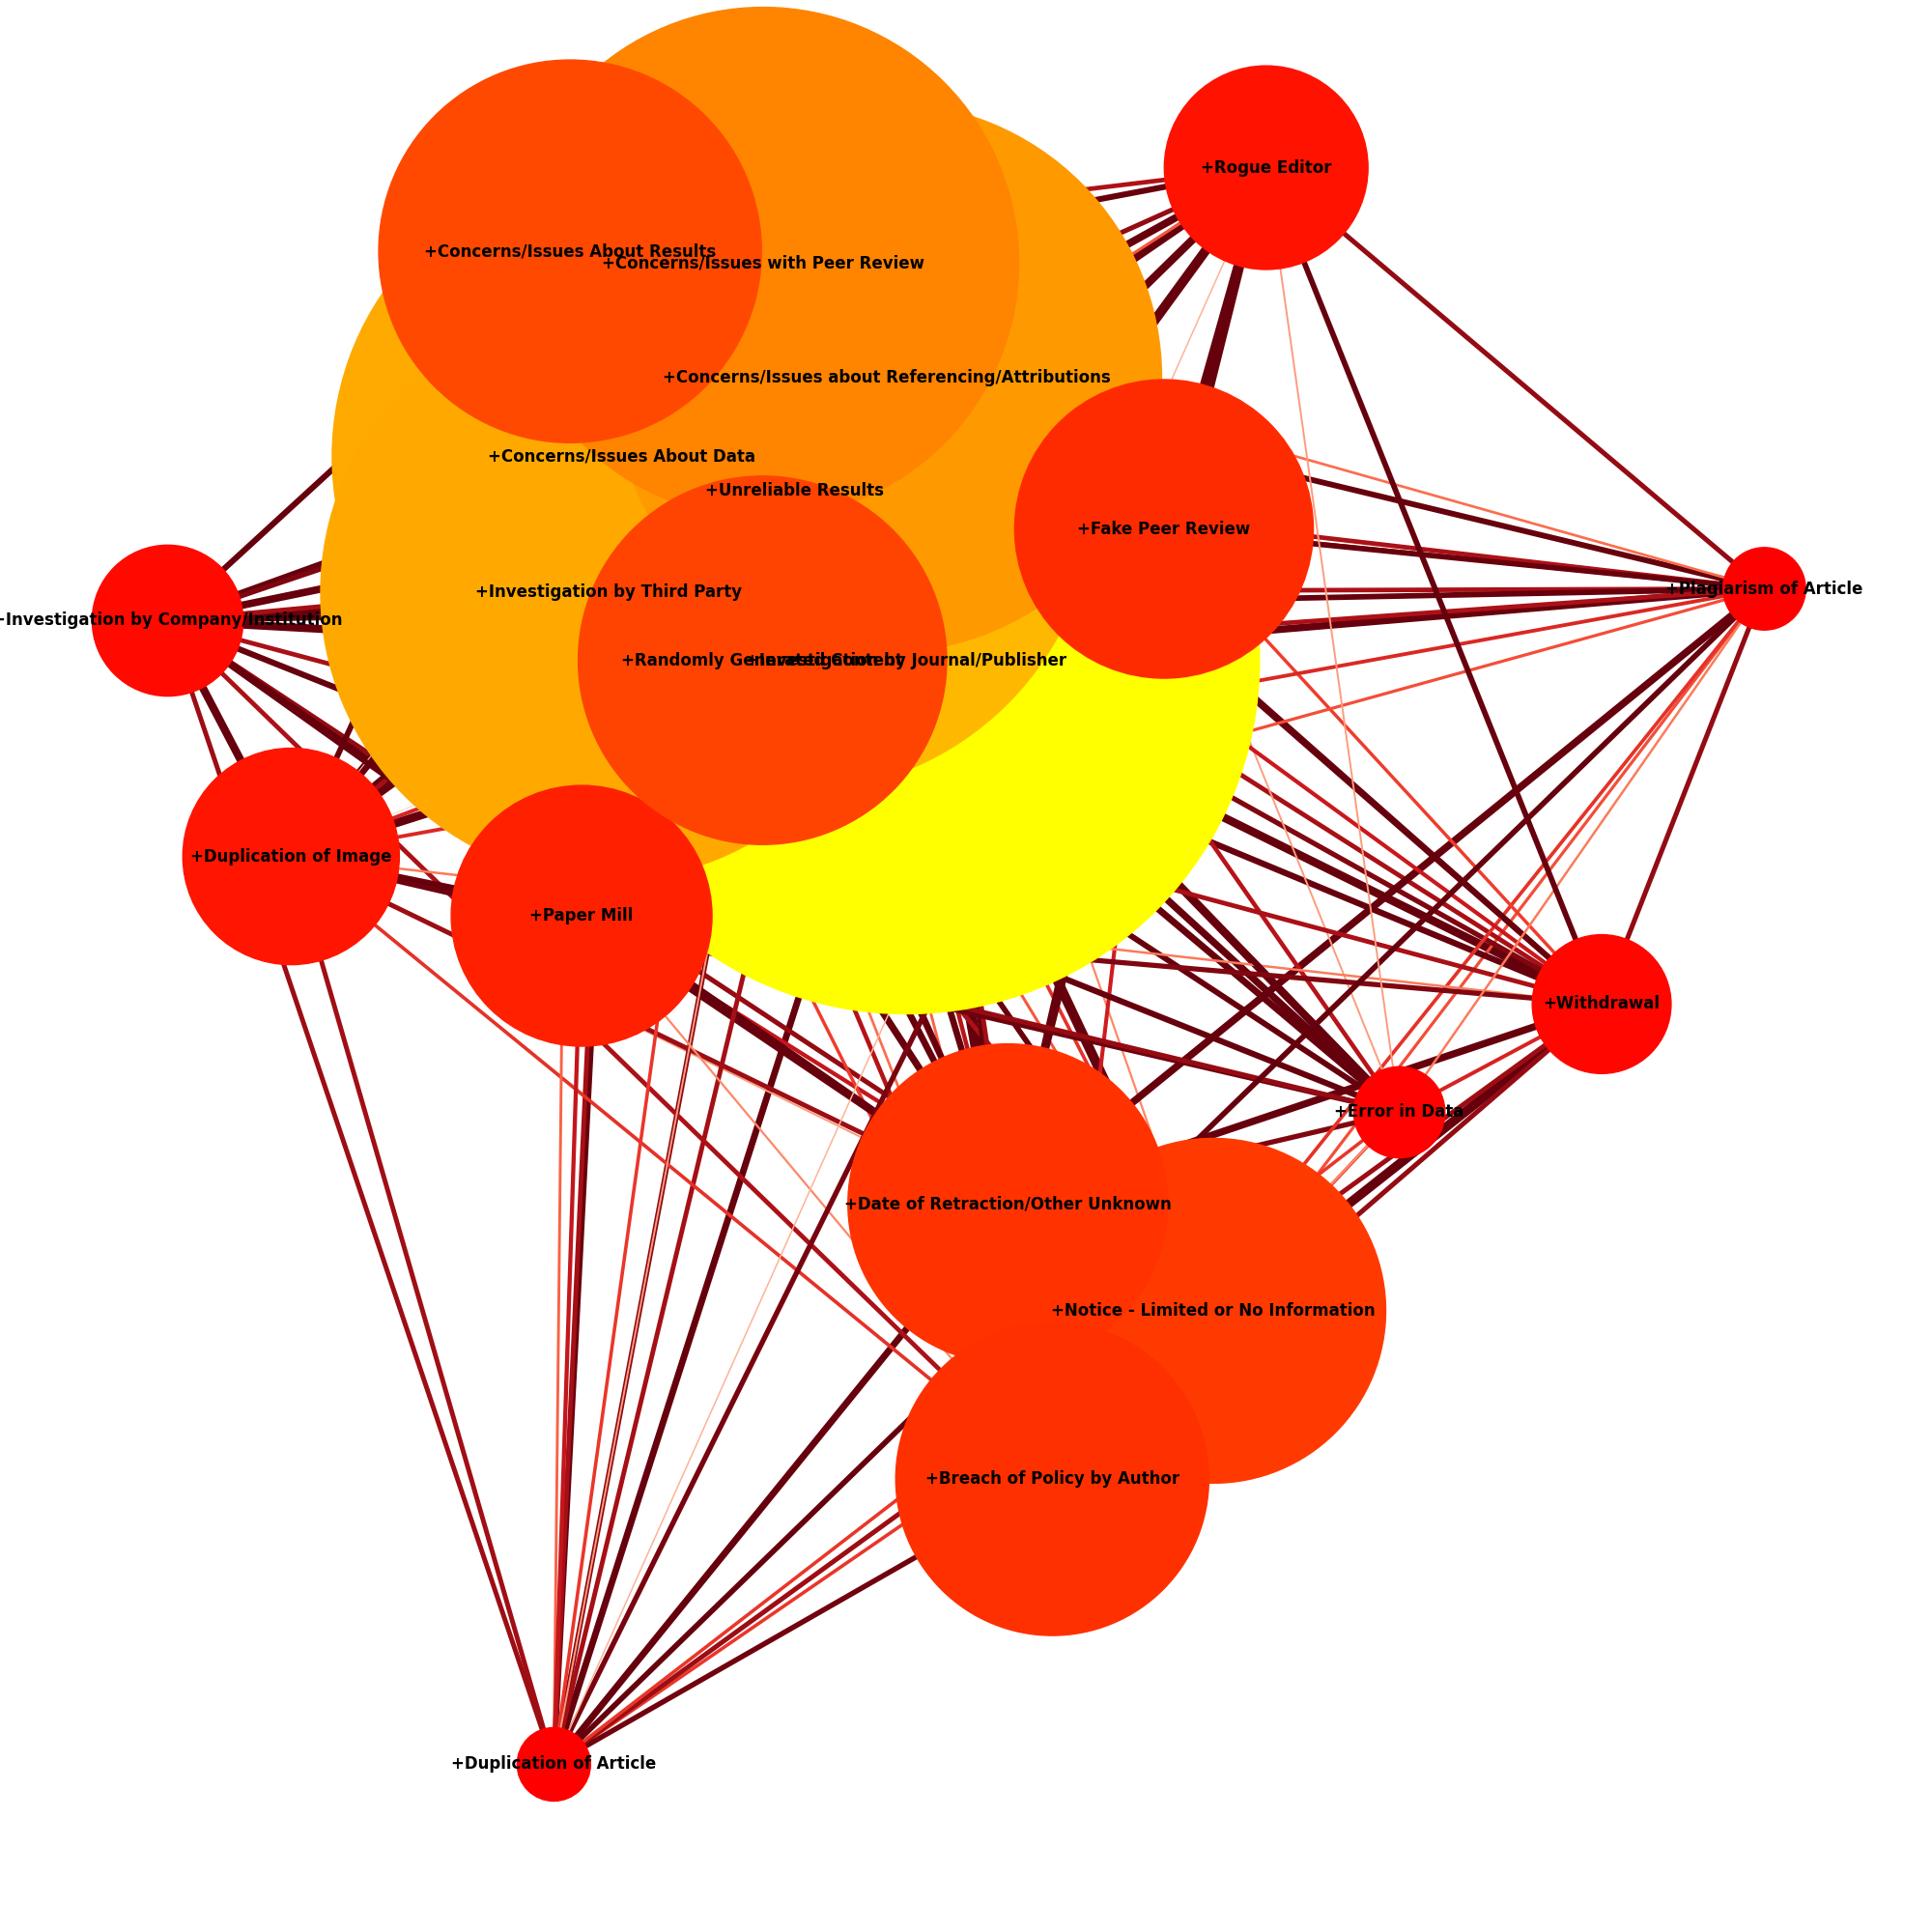 +Rogue Editor
+Concerns/Issues About Results
+Concerns/Issues with Peer Review
+Concerns/Issues about Referencing/Attributions
+Concerns/Issues About Data
+Unreliable Results
+Fake Peer Review
+Plagiarism of Article
+Investigation by Third Party
+Investigation by Company/Institution
+Randomly Generated Content
+Investigation by Journal/Publisher
+Duplication of Image
+Paper Mill
+Withdrawal
+Error in Data
+Date of Retraction/Other Unknown
+Notice - Limited or No Information
+Breach of Policy by Author
+Duplication of Article